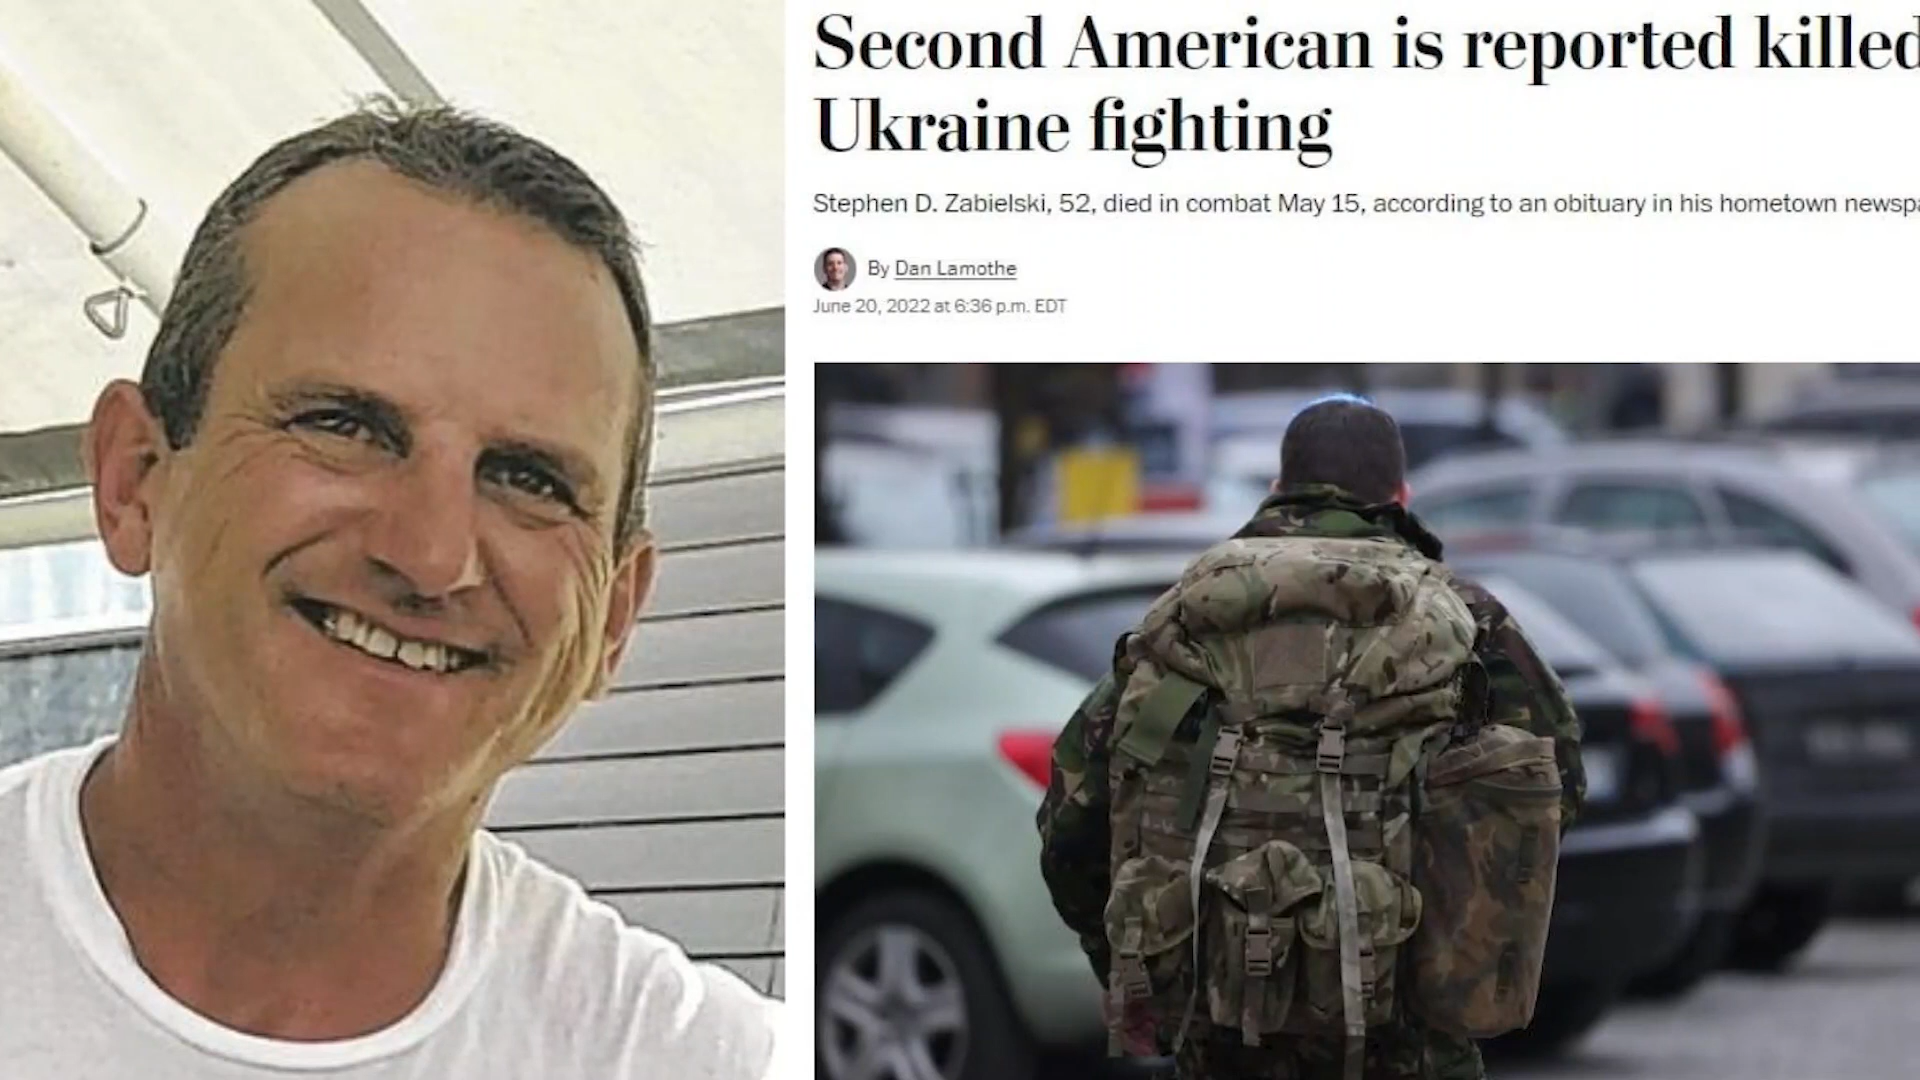 Second American is reported killed
Ukraine fighting
Stephen D. Zabielski, 52, died in combat May 15, according to an obituary in his hometown
By Dan Lamothe
June 20, 2022 at 6:36 p.m. EDT